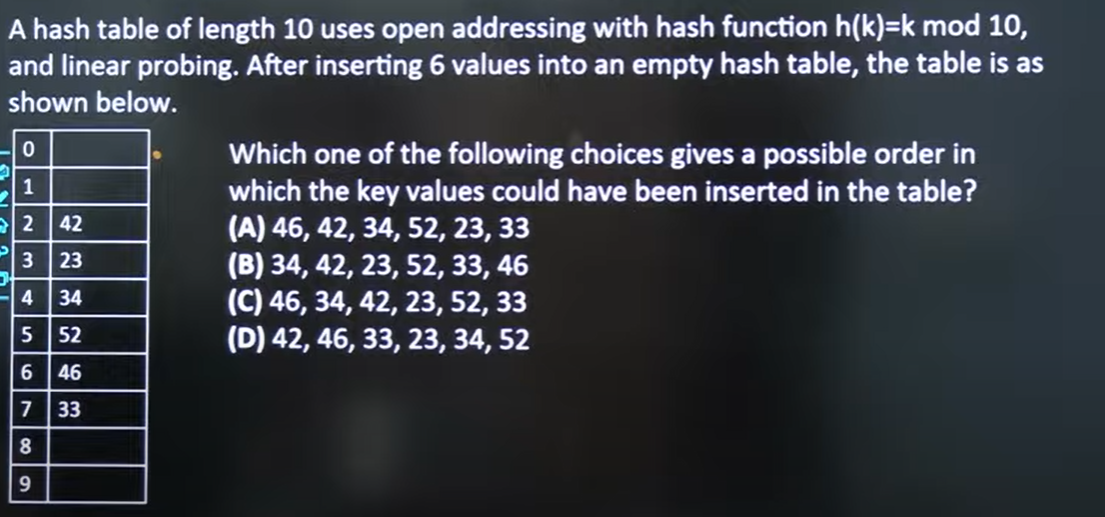 A hash table of length 10 uses open addressing with hash function h(k)=k mod 10,
and linear probing. After inserting 6 values into an empty hash table, the table is as
shown below.
0
1
2 42
3 23
4 34
5 52
6 46
7 33
8
9
Which one of the following choices gives a possible order in
which the key values could have been inserted in the table?
(A) 46, 42, 34, 52, 23, 33
(B) 34, 42, 23, 52, 33, 46
(C) 46, 34, 42, 23, 52, 33
(D) 42, 46, 33, 23, 34, 52